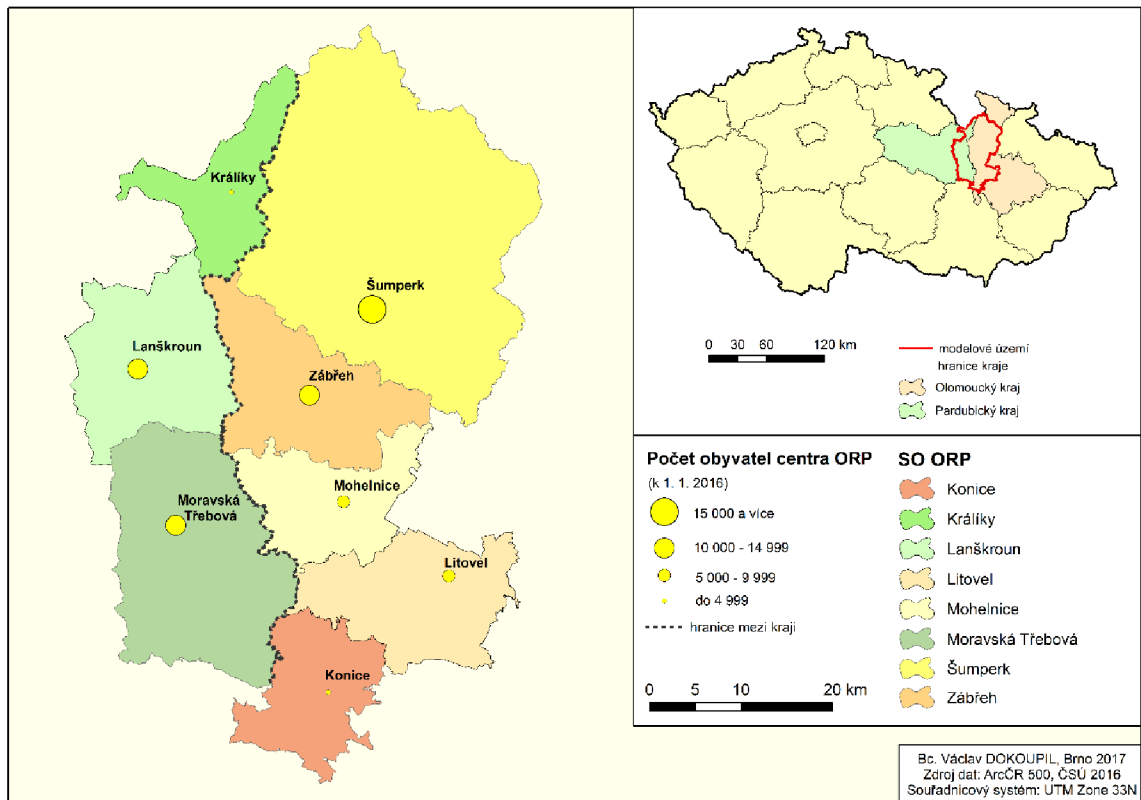 Králíky
Šumperk
Lanškroun
Zábřeh
Mohelnice
Moravská
Třebová
Litovel
Konice
0 30 60 120 km
modelové území
hranice kraje
Olomoucký kraj
Pardubický kraj
Počet obyvatel centra ORP
(k 1. 1. 2016)
15 000 a více
10 000 - 14 999
5 000 - 9 999
do 4 999
hranice mezi kraji
0 5 10 20 km
SO ORP
Konice
Králíky
Lanškroun
Litovel
Mohelnice
Moravská Třebová
Šumperk
Zábřeh
Bc. Václav DOKOUPIL, Brno 2017
Zdroj dat: ArcČR 500, ČSÚ 2016
Souřadnicový systém: UTM Zone 33N